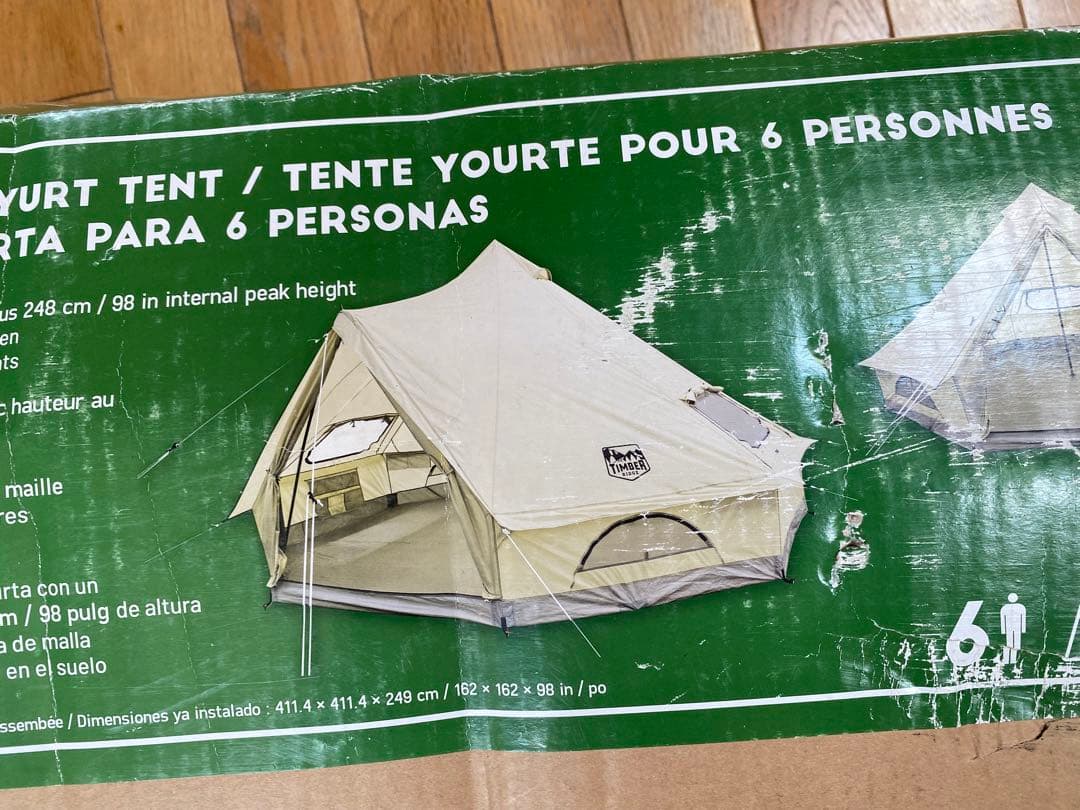 YURT TENT / TENTE YOURTE POUR 6 PERSONNES
RTA PARA 6 PERSONAS
us 248 cm / 98 in internal peak height
en
ts
c hauteur au
maille
res
urta con un
m / 98 pulg de altura
a de malla
en el suelo
ssembée / Dimensiones ya instalado : 411.4 × 411.4 × 249 cm / 162 × 162 × 98 in / po
TIMBER
RIDGE
6